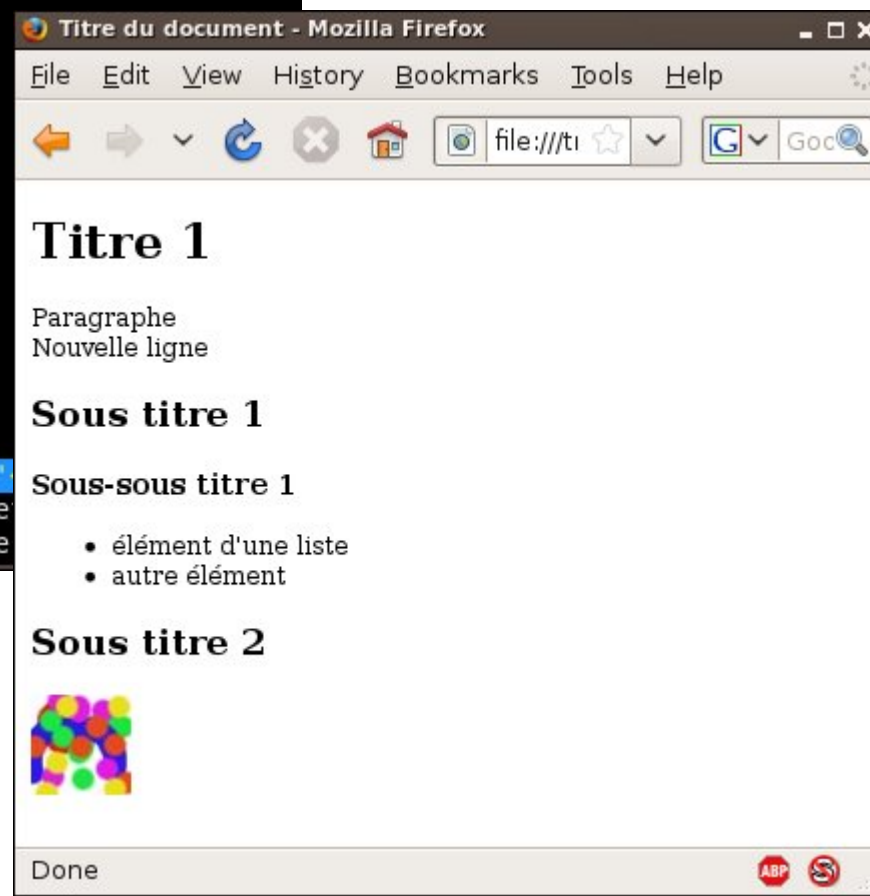 Titre du document - Mozilla Firefox
File Edit View History Bookmarks Tools Help
file:///
Titre 1
Paragraphe
Nouvelle ligne
Sous titre 1
Sous-sous titre 1
élément d'une liste
autre élément
Sous titre 2
Done
ABP